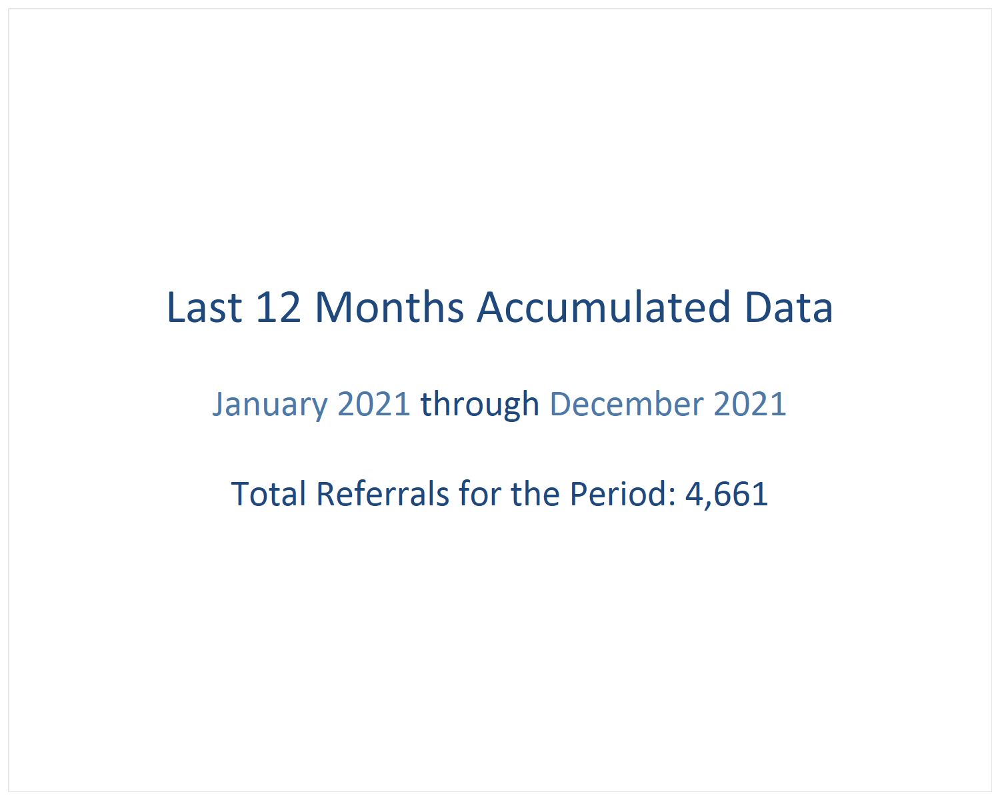 Last 12 Months Accumulated Data
January 2021 through December 2021
Total Referrals for the Period: 4,661